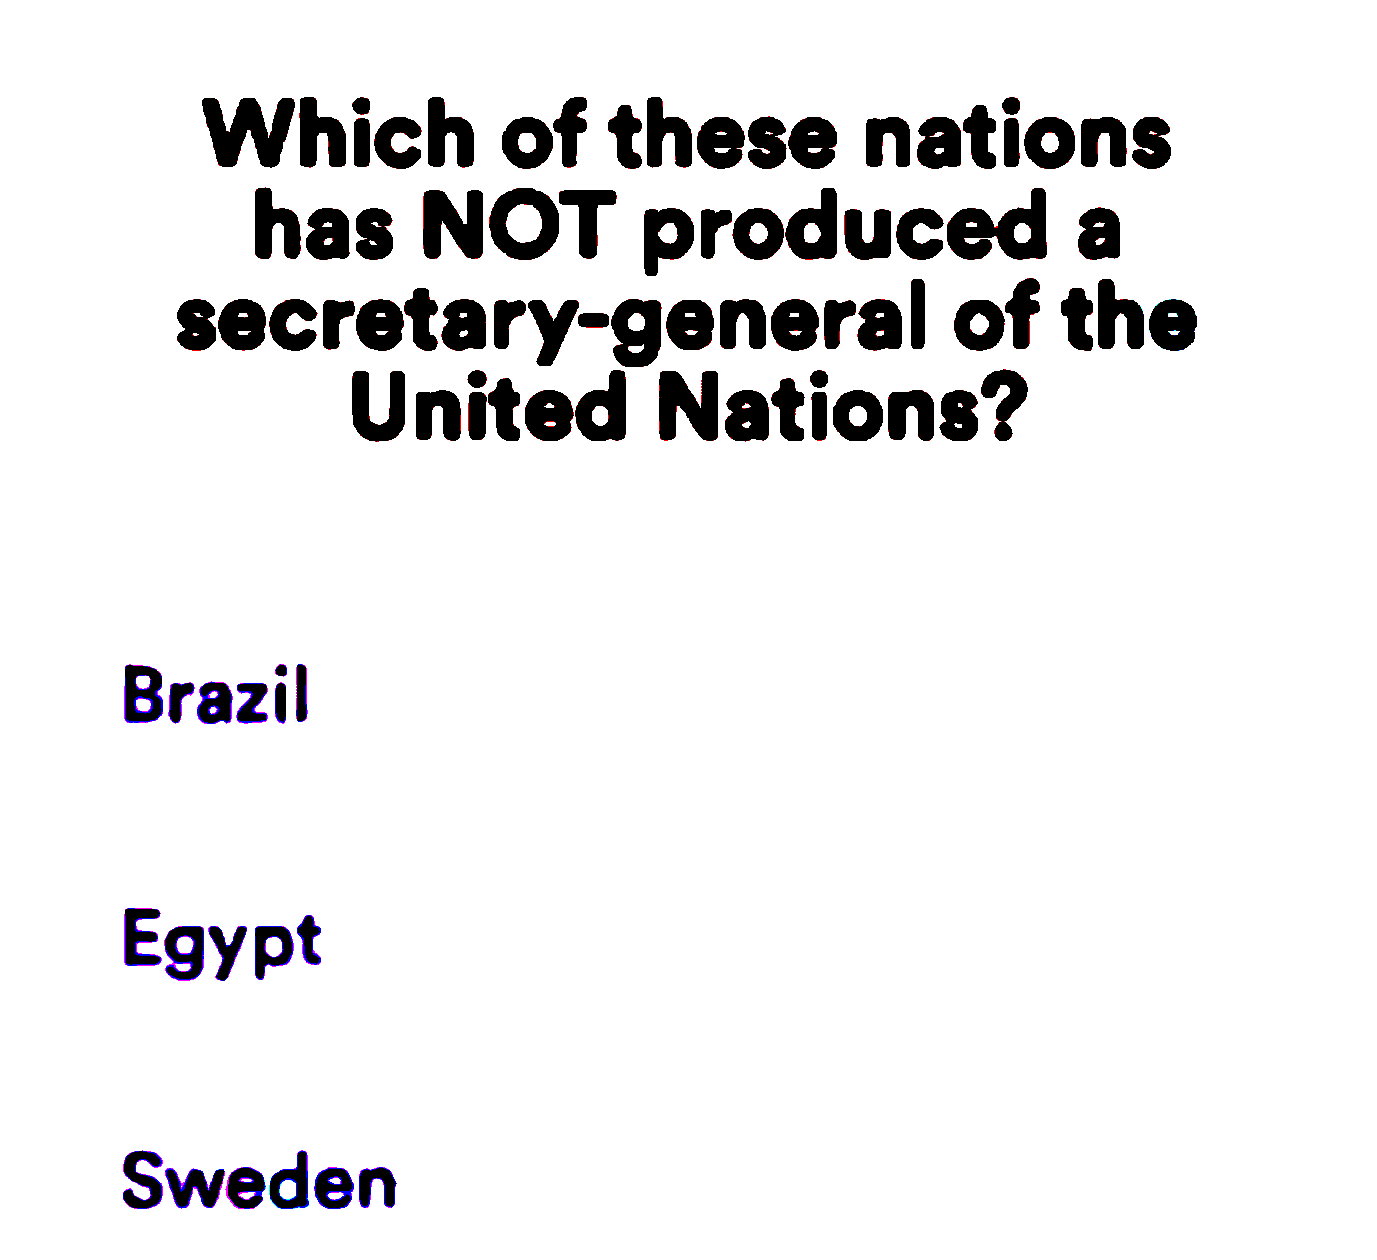 Which of these nations
has NOT produced a
secretary-general of the
United Nations?
Brazil
Egypt
Sweden